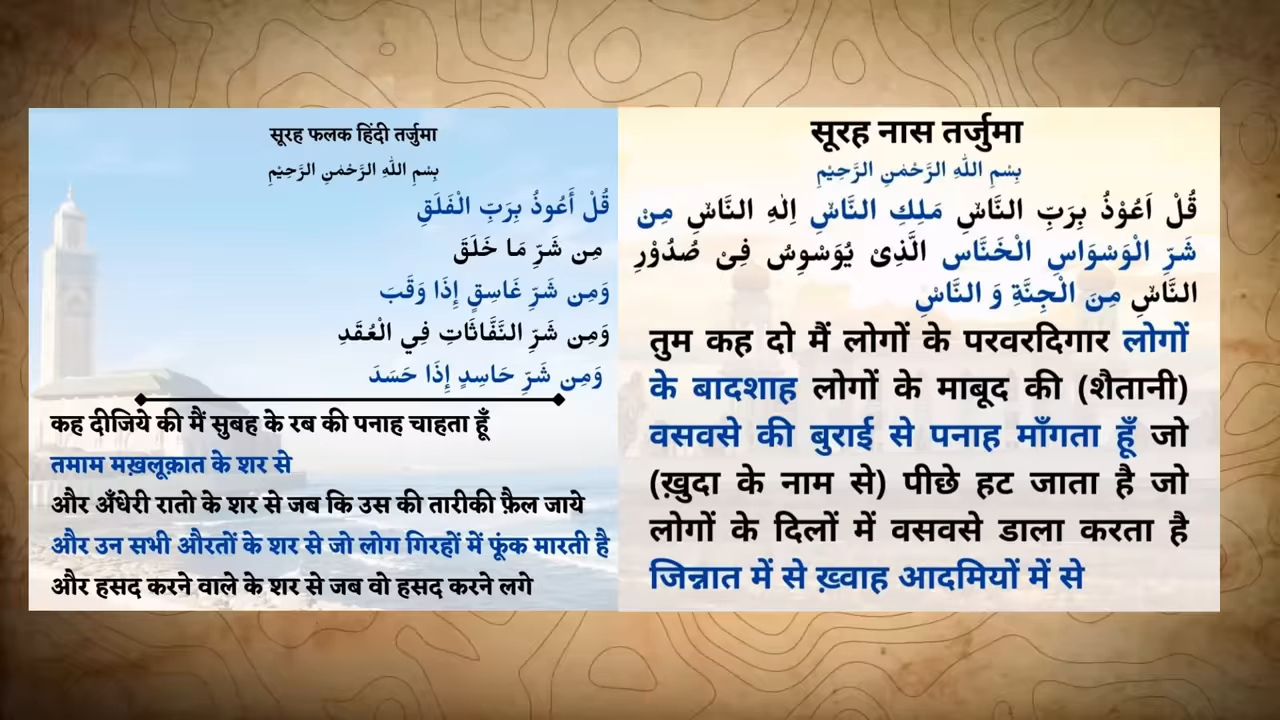 सूरह फलक हिंदी तर्जुमा
بِسْمِ اللّٰهِ الرَّحْمٰنِ الرَّحِيْمِ
قُلْ أَعُوذُ بِرَبِّ الْفَلَقِ
مِن شَرِّ مَا خَلَقَ
وَمِن شَرِّ غَاسِقٍ إِذَا وَقَبَ
وَمِن شَرِّ النَّفَّاثَاتِ فِي الْعُقَدِ
وَمِن شَرِّ حَاسِدٍ إِذَا حَسَدَ
कह दीजिये की मैं सुबह के रब की पनाह चाहता हूँ
तमाम मख़लूक़ात के शर से
और अँधेरी रातो के शर से जब कि उस की तारीकी फ़ैल जाये
और उन सभी औरतों के शर से जो लोग गिरहों में फूंक मारती है
और हसद करने वाले के शर से जब वो हसद करने लगे
सूरह नास तर्जुमा
بِسْمِ اللّٰهِ الرَّحْمٰنِ الرَّحِيْمِ
قُلْ اَعُوْذُ بِرَبِّ النَّاسِۙ مَلِكِ النَّاسِۙ اِلٰهِ النَّاسِۙ مِنْ
شَرِّ الْوَسْوَاسِ الْخَنَّاسِ الَّذِیْ یُوَسْوِسُ فِیْ صُدُوْرِ
النَّاسِۙ مِنَ الْجِنَّةِ وَ النَّاسِ
तुम कह दो मैं लोगों के परवरदिगार लोगों
के बादशाह लोगों के माबूद की (शैतानी)
वसवसे की बुराई से पनाह माँगता हूँ जो
(ख़ुदा के नाम से) पीछे हट जाता है जो
लोगों के दिलों में वसवसे डाला करता है
जिन्नात में से ख़्वाह आदमियों में से